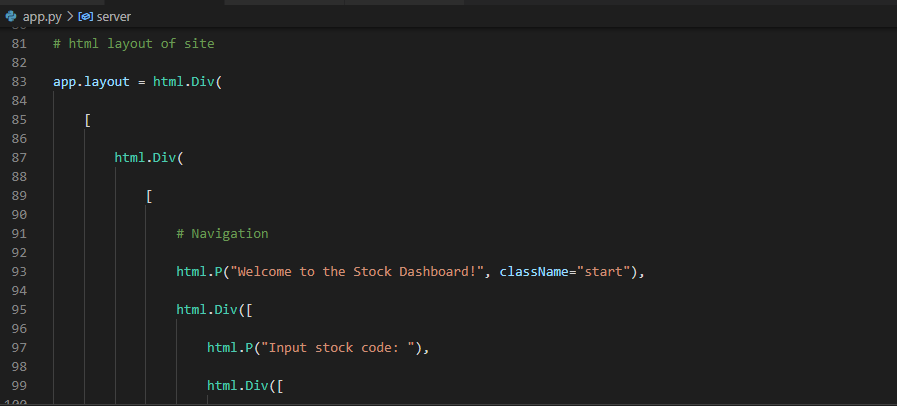 app.py > server
81 # html layout of site
82
83 app.layout = html.Div(
84
85 [
86
87 html.Div(
88
89 [
90
91 # Navigation
92
93 html.P("Welcome to the Stock Dashboard!", className="start"),
94
95 html.Div([
96
97 html.P("Input stock code: "),
98
99 html.Div([